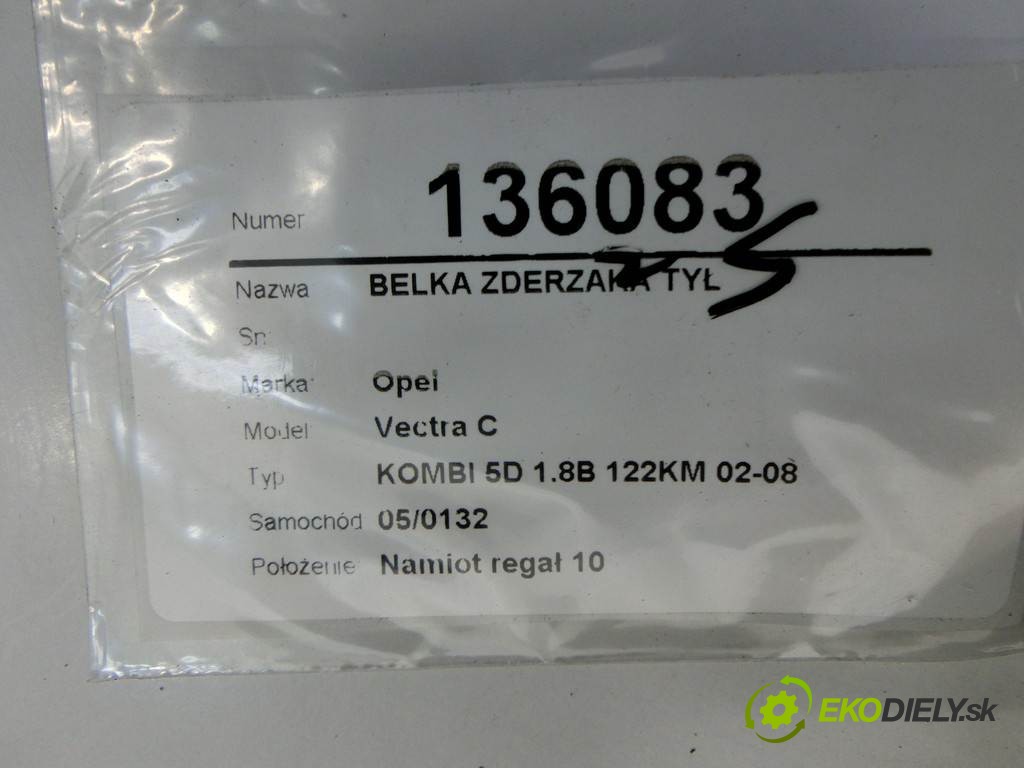 Numer 136083
Nazwa BELKA ZDERZAKA TYŁ
Sn:
Marka Opel
Model Vectra C
Typ KOMBI 5D 1.8B 122KM 02-08
Samochód 05/0132
Położenie Namiot regał 10
EKODIELY.sk